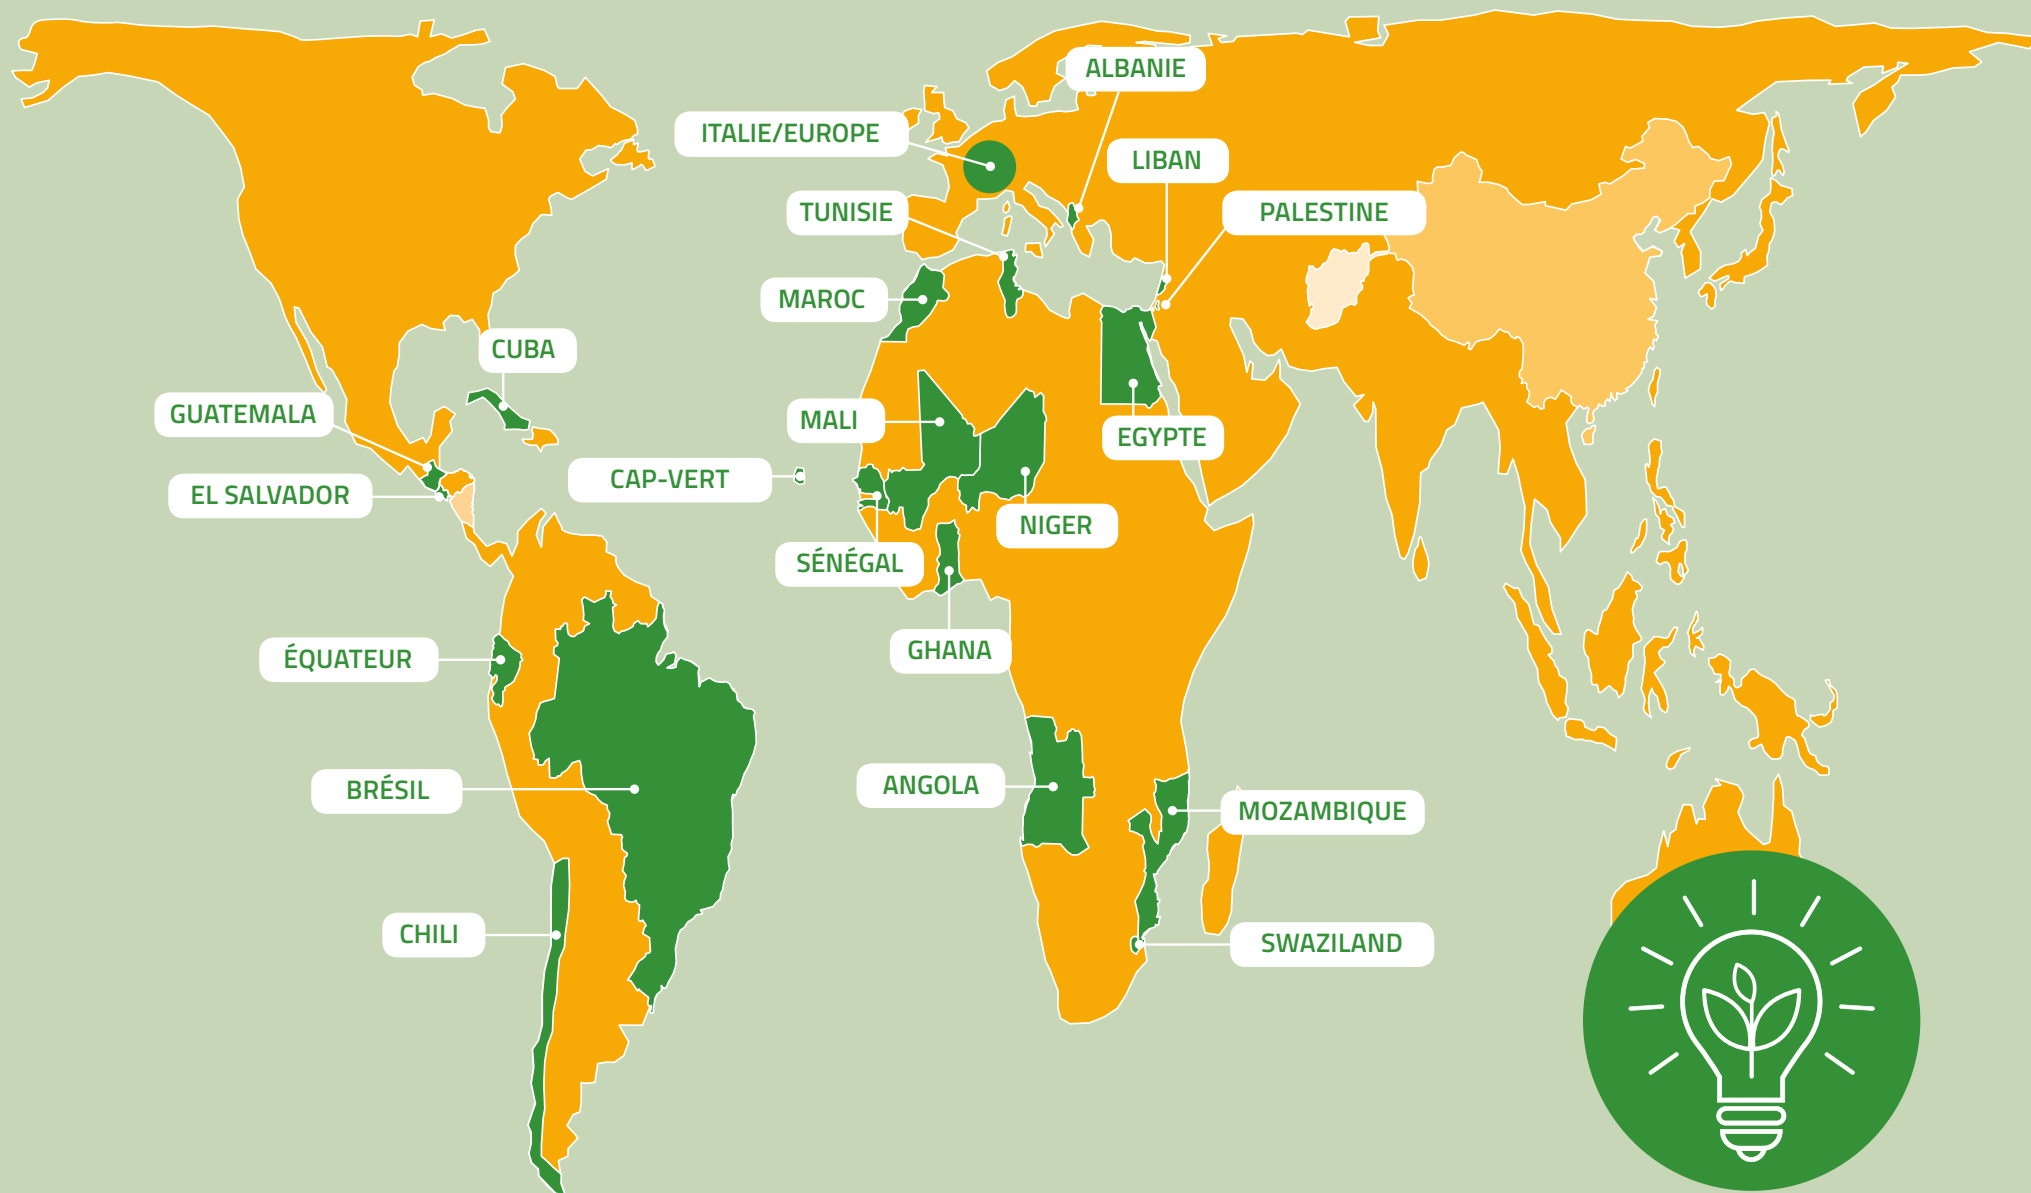 ALBANIE
ITALIE/EUROPE
LIBAN
TUNISIE
PALESTINE
MAROC
CUBA
GUATEMALA
MALI
EGYPTE
CAP-VERT
EL SALVADOR
NIGER
SÉNÉGAL
GHANA
ÉQUATEUR
BRÉSIL
ANGOLA
MOZAMBIQUE
CHILI
SWAZILAND